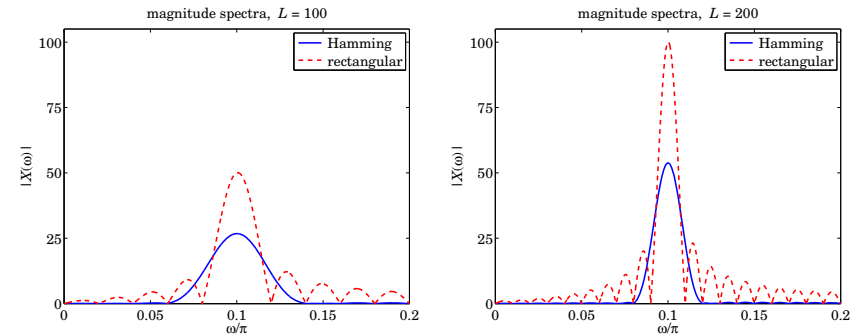 magnitude spectra, L = 100
100
75
50
25
0
0
0.05
0.1
0.15
0.2
|X(ω)|
ω/π
Hamming
rectangular
magnitude spectra, L = 200
100
75
50
25
0
0
0.05
0.1
0.15
0.2
|X(ω)|
ω/π
Hamming
rectangular